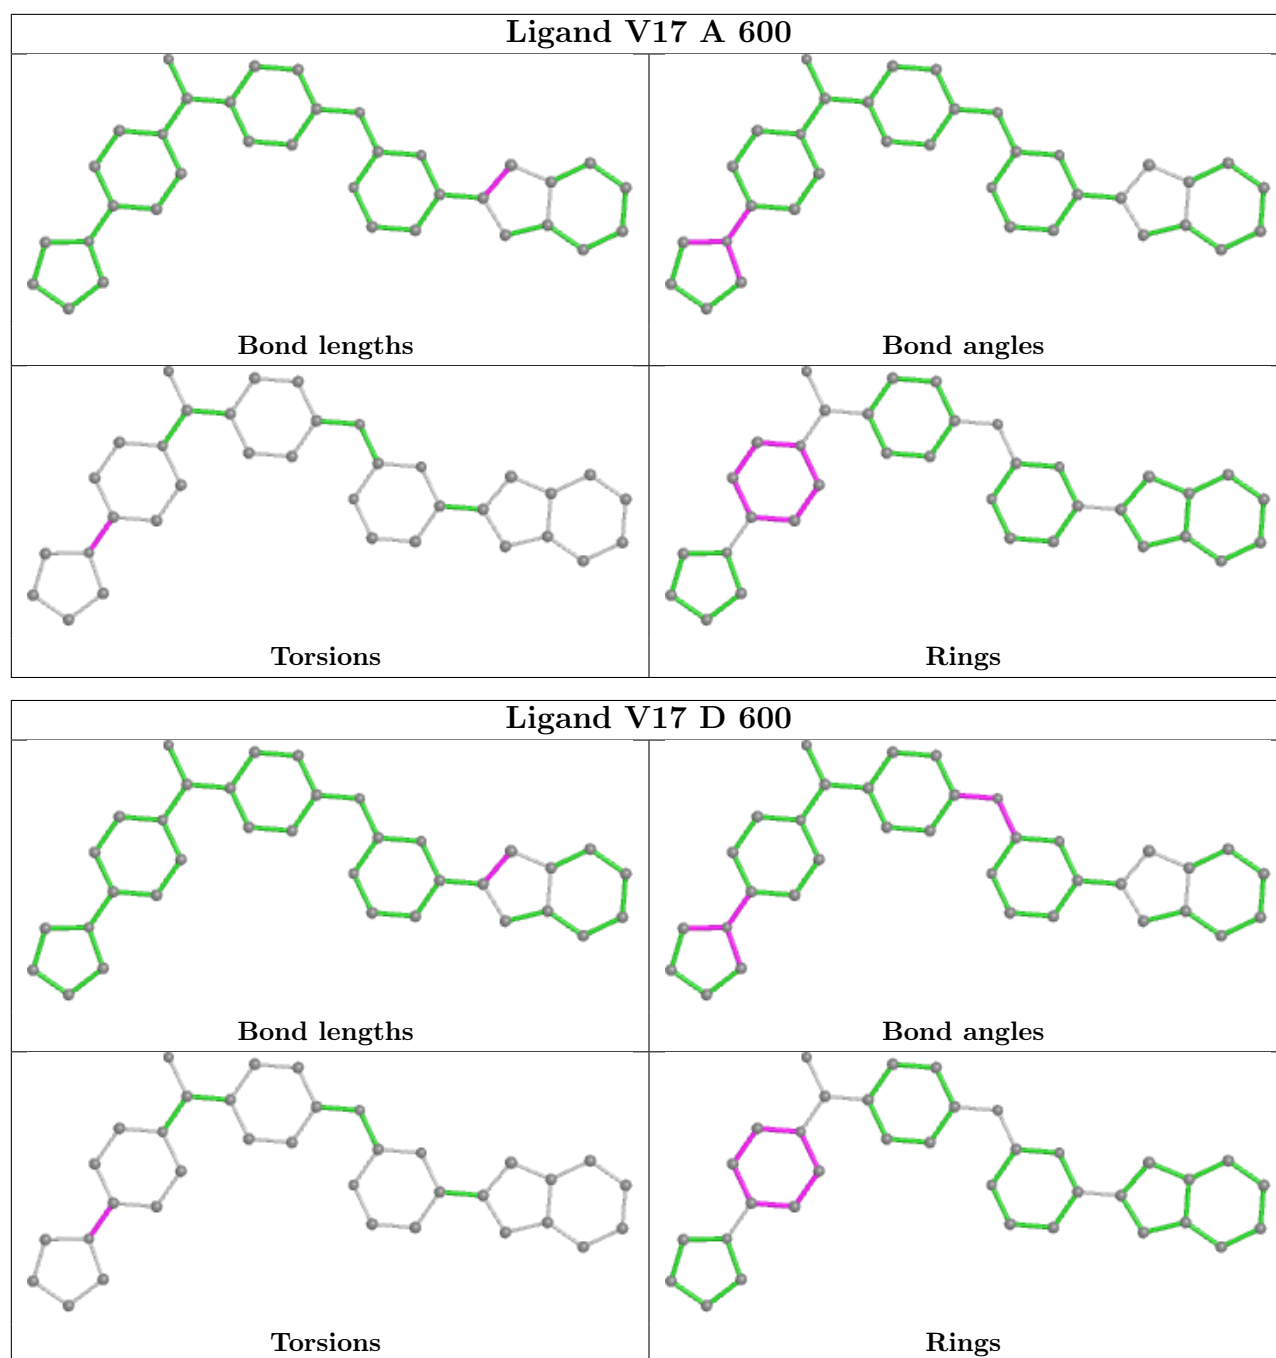 Ligand V17 A 600
Bond lengths
Bond angles
Torsions
Rings
Ligand V17 D 600
Bond lengths
Bond angles
Torsions
Rings